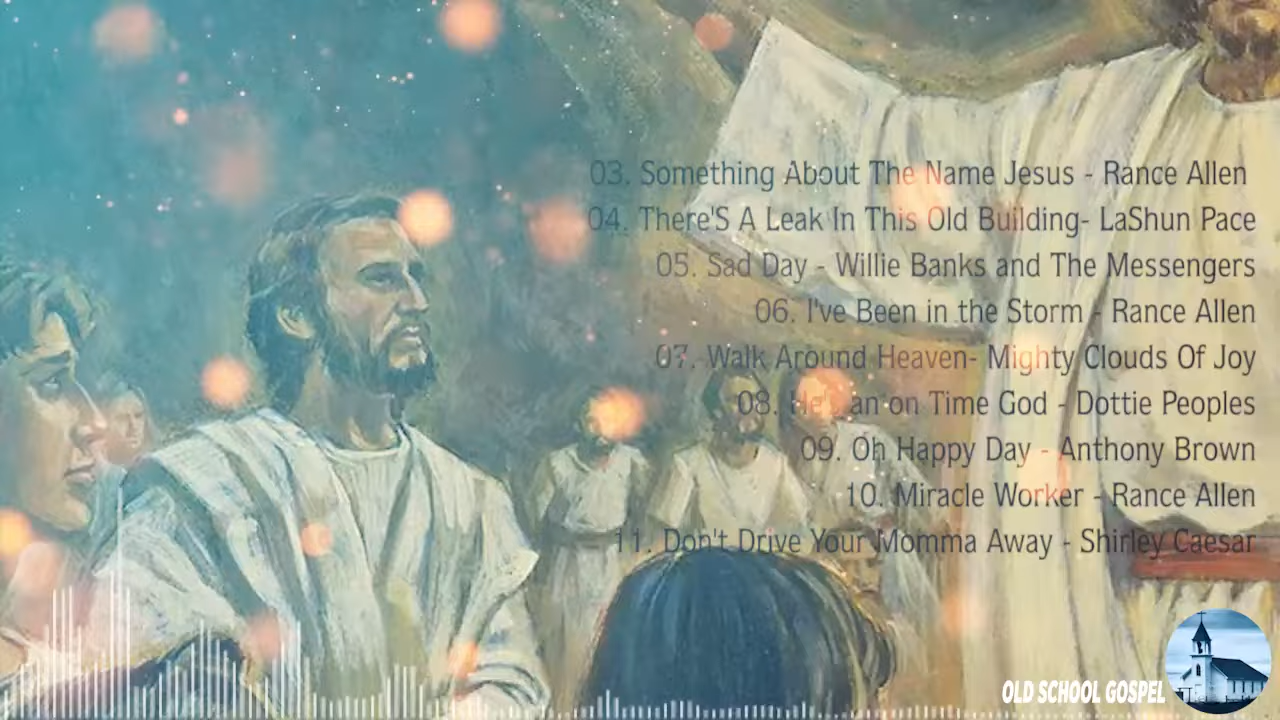 03. Something About The Name Jesus - Rance Allen
04. There'S A Leak In This Old Building- LaShun Pace
05. Sad Day - Willie Banks and The Messengers
06. I've Been in the Storm - Rance Allen
07. Walk Around Heaven- Mighty Clouds Of Joy
08. He's an on Time God - Dottie Peoples
09. Oh Happy Day - Anthony Brown
10. Miracle Worker - Rance Allen
11. Don't Drive Your Momma Away - Shirley Caesar
OLD SCHOOL GOSPEL